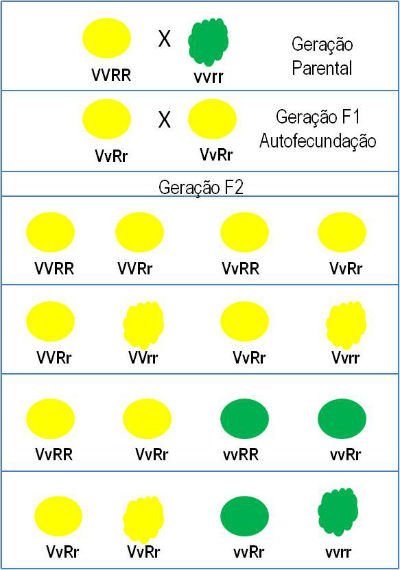 X
VVRR vvrr
Geração
Parental
X
VvRr VvRr
Geração F1
Autofecundação
Geração F2
VVRR VVRr VvRR VvRr
VVRr VVrr VvRr Vvrr
VvRR VvRr vvRR vvRr
VvRr VvRr vvRr vvrr